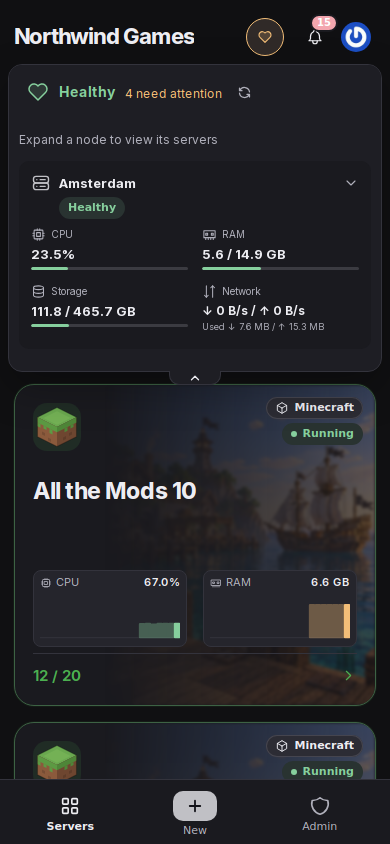 Northwind Games
15
Healthy 4 need attention
Expand a node to view its servers
Amsterdam
Healthy
CPU
23.5%
RAM
5.6 / 14.9 GB
Storage
111.8 / 465.7 GB
Network
↓ 0 B/s / ↑ 0 B/s
Used ↓ 7.6 MB / ↑ 15.3 MB
Minecraft
Running
All the Mods 10
CPU 67.0%
RAM 6.6 GB
12 / 20
Minecraft
Running
Servers
New
Admin